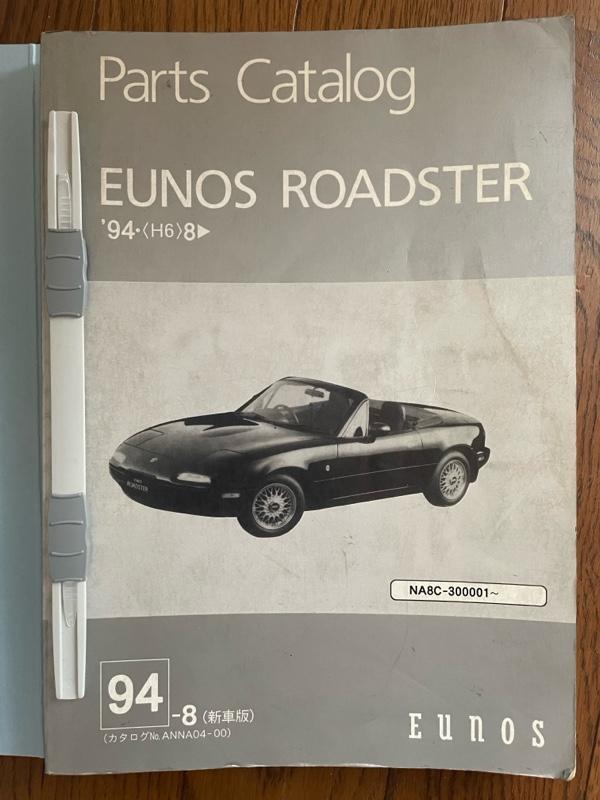 Parts Catalog
EUNOS ROADSTER
'94·〈H6〉8▶
ROADSTER
NA8C-300001~
94-8（新車版）
（カタログNo. ANNA04-00）
EUNOS